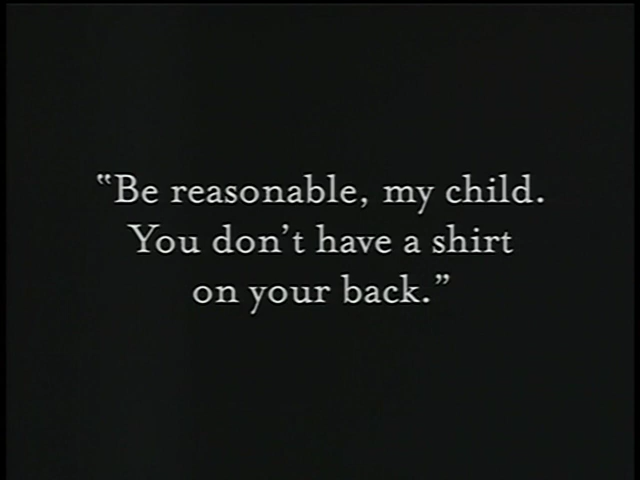 “Be reasonable, my child.
You don’t have a shirt
on your back.”